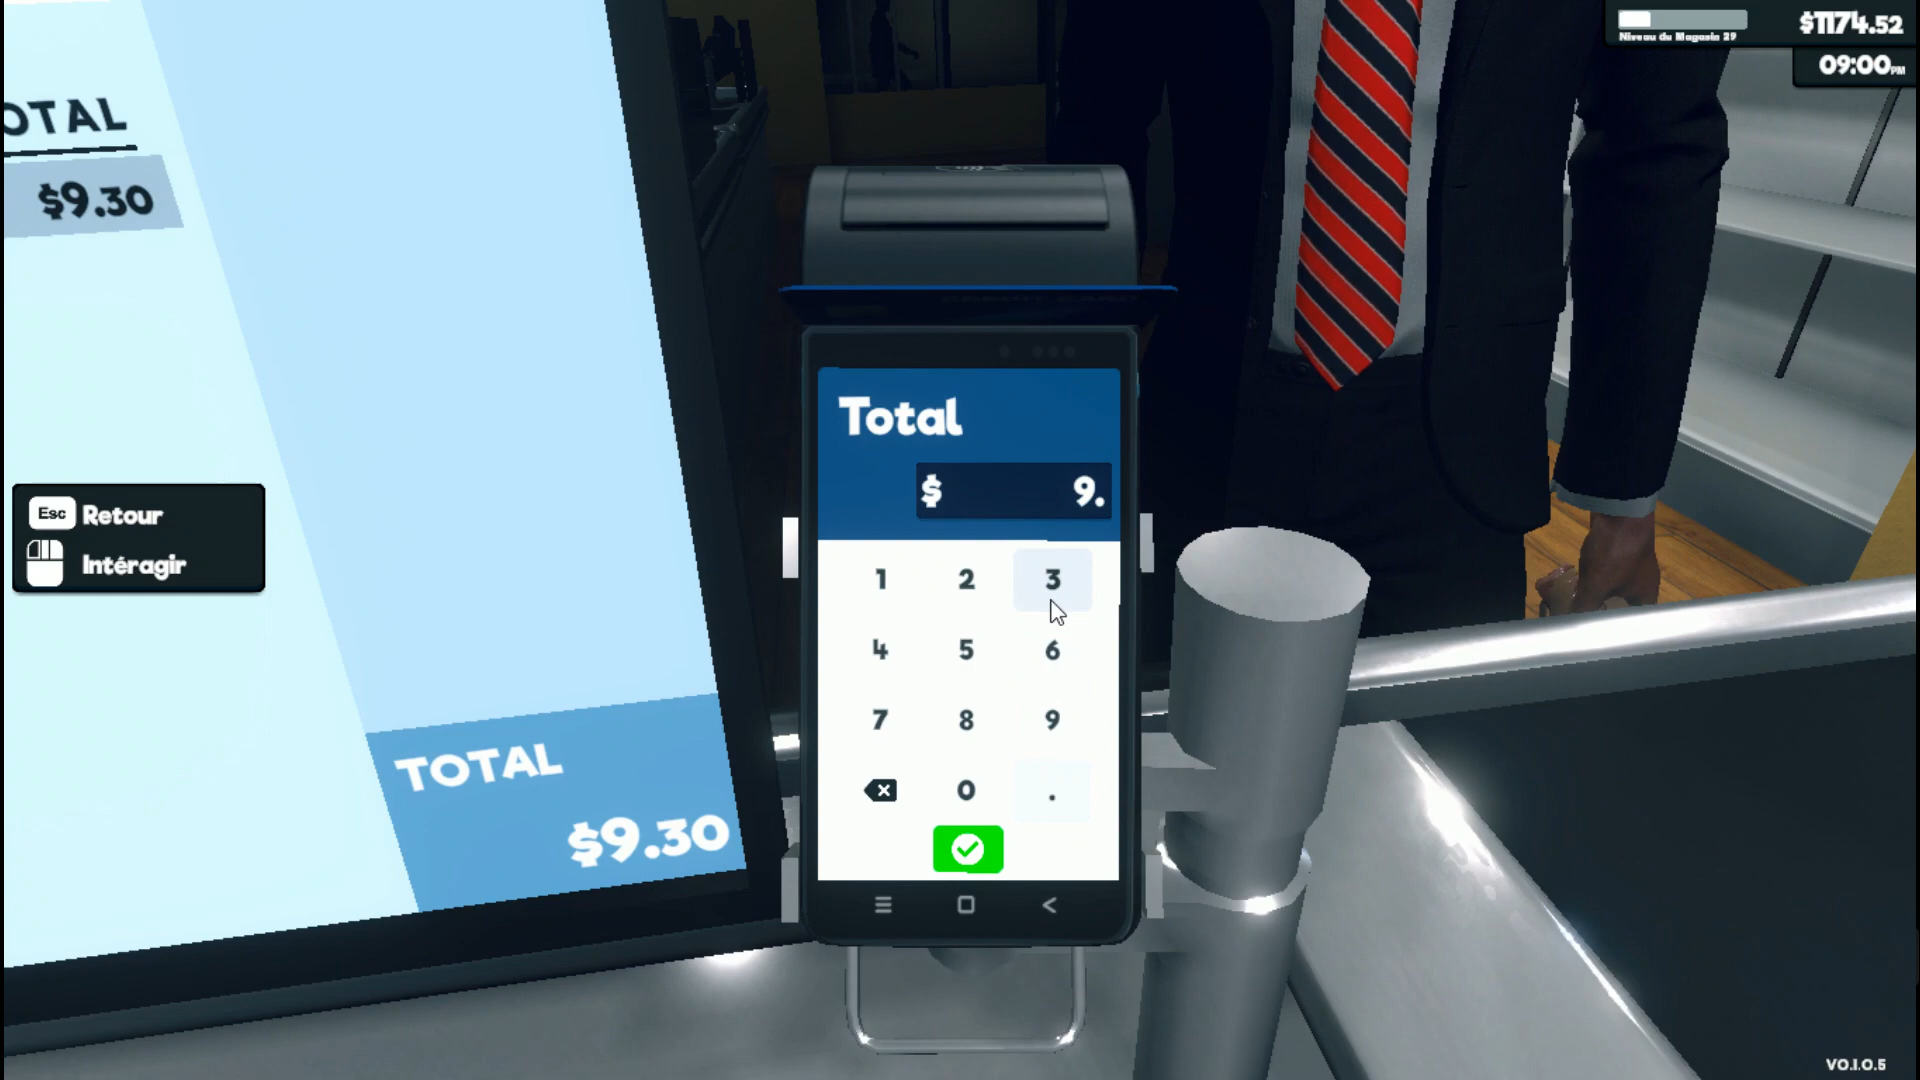 $1174.52
Niveau du Magasin 29
09:00PM
OTAL
$9.30
Total
$ 9.
Esc Retour
Intéragir
1 2 3
4 5 6
7 8 9
0 .
TOTAL
$9.30
V0.1.0.5